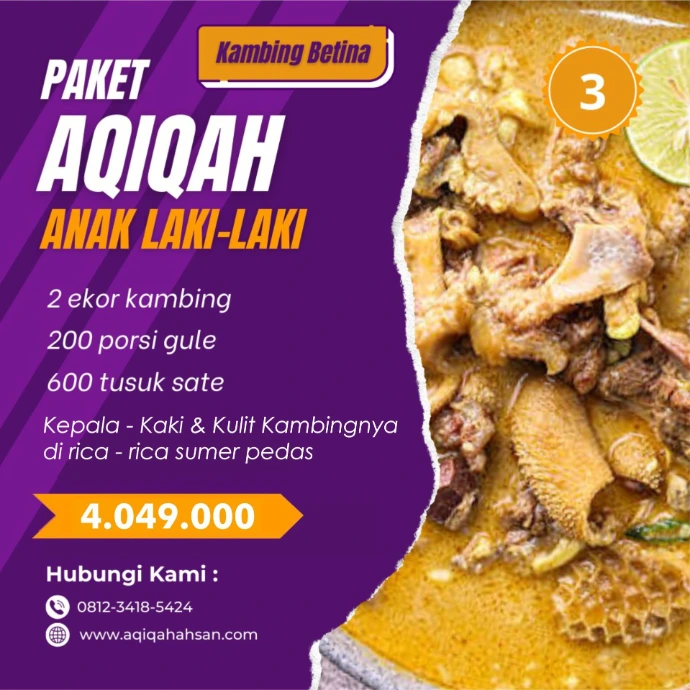 Kambing Betina
PAKET
AQIQAH
ANAK LAKI-LAKI
3
2 ekor kambing
200 porsi gule
600 tusuk sate
Kepala - Kaki & Kulit Kambingnya
di rica - rica sumer pedas
4.049.000
Hubungi Kami :
0812-3418-5424
www.aqiqahahsan.com